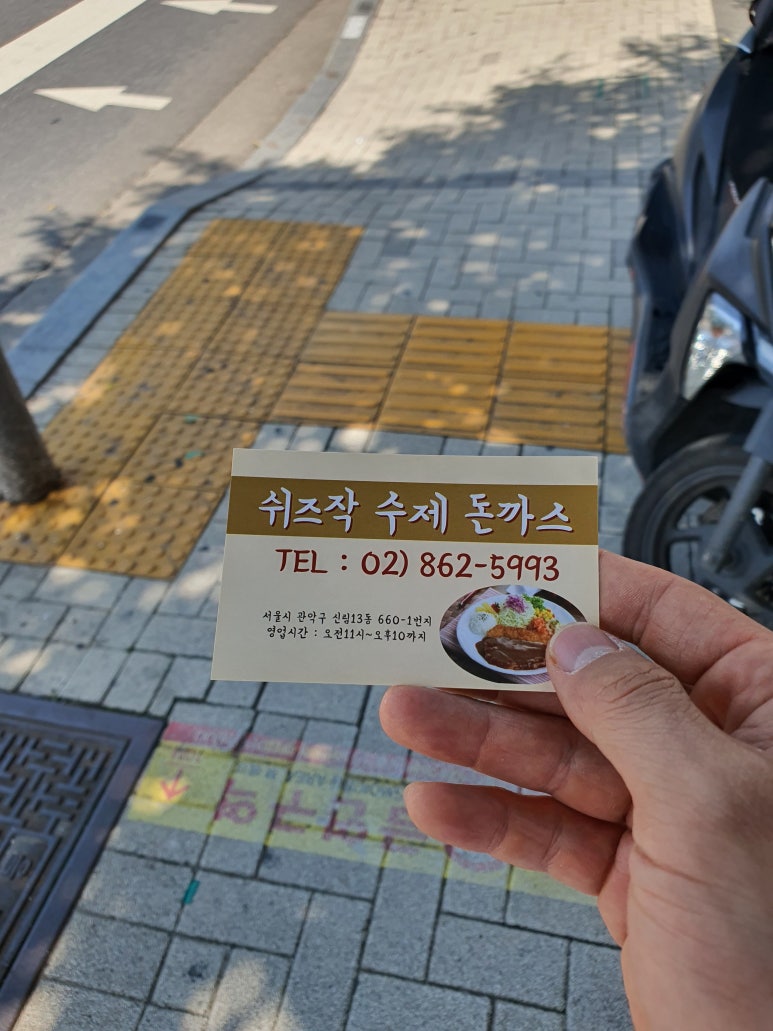 쉬즈작 수제 돈까스
TEL : 02) 862-5993
서울시 관악구 신림13동 660-1번지
영업시간 : 오전11시~오후10까지